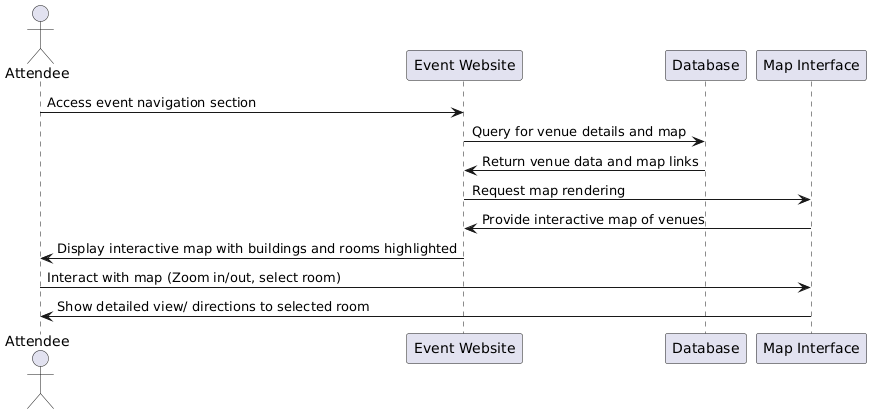 Attendee
Event Website
Database
Map Interface
Access event navigation section
Query for venue details and map
Return venue data and map links
Request map rendering
Provide interactive map of venues
Display interactive map with buildings and rooms highlighted
Interact with map (Zoom in/out, select room)
Show detailed view/ directions to selected room
Attendee
Event Website
Database
Map Interface